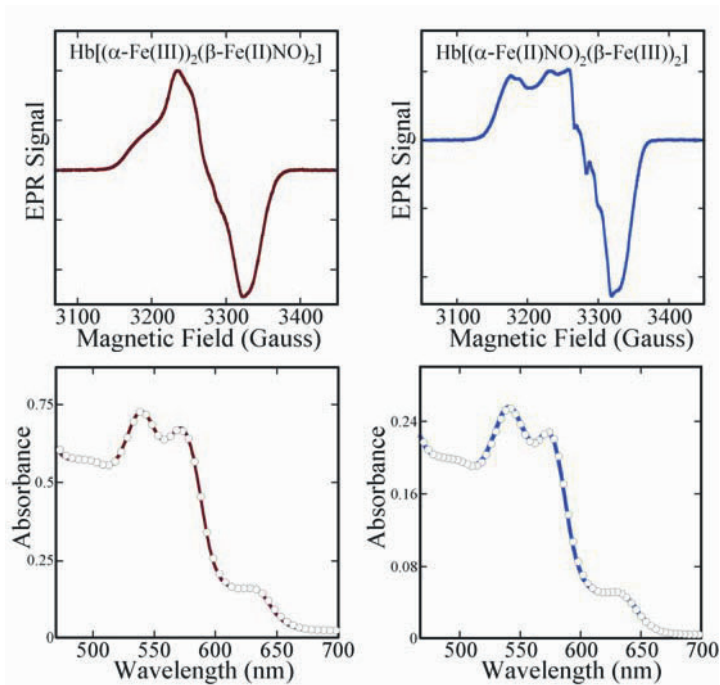 Hb[(α-Fe(III))₂(β-Fe(II)NO)₂]
EPR Signal
3100 3200 3300 3400
Magnetic Field (Gauss)
Hb[(α-Fe(II)NO)₂(β-Fe(III))₂]
EPR Signal
0
3100 3200 3300 3400
Magnetic Field (Gauss)
Absorbance
0.75
0.5
0.25
0
500 550 600 650 700
Wavelength (nm)
Absorbance
0.24
0.16
0.08
0
500 550 600 650 700
Wavelength (nm)